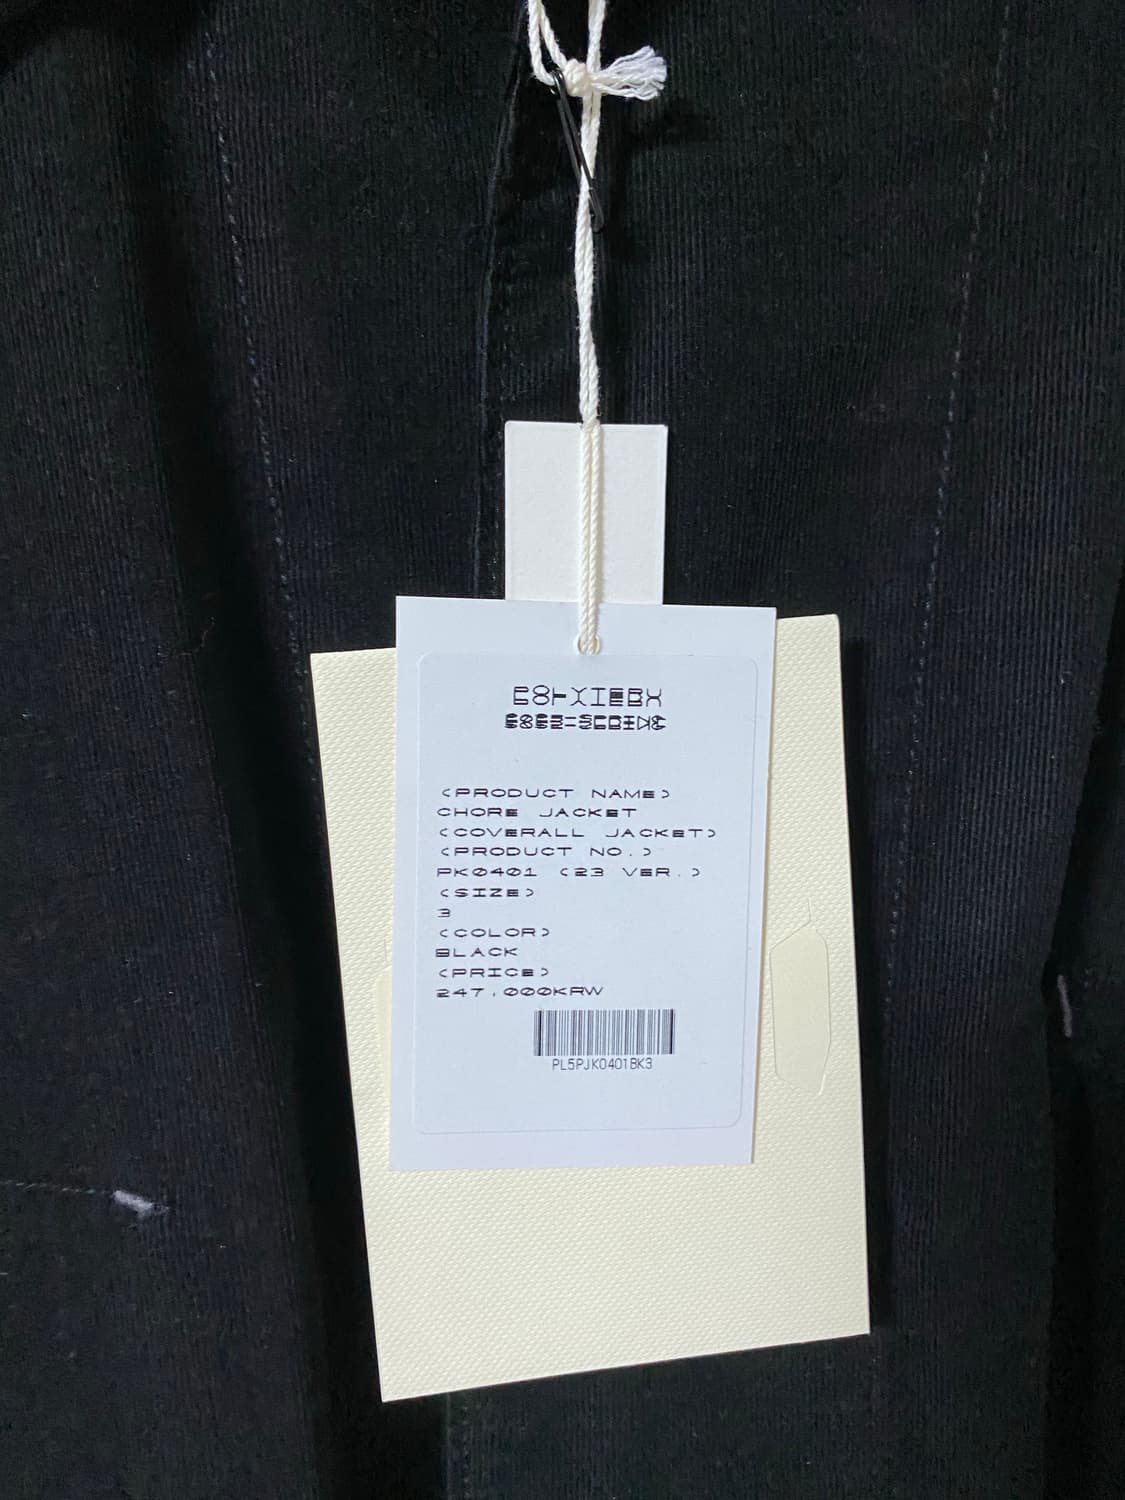 <PRODUCT NAME>
CHORE JACKET
<COVERALL JACKET>
<PRODUCT NO.>
PK0401 <23 VER.>
<SIZE>
3
<COLOR>
BLACK
<PRICE>
247,000KRW
PL5PJK0401BK3